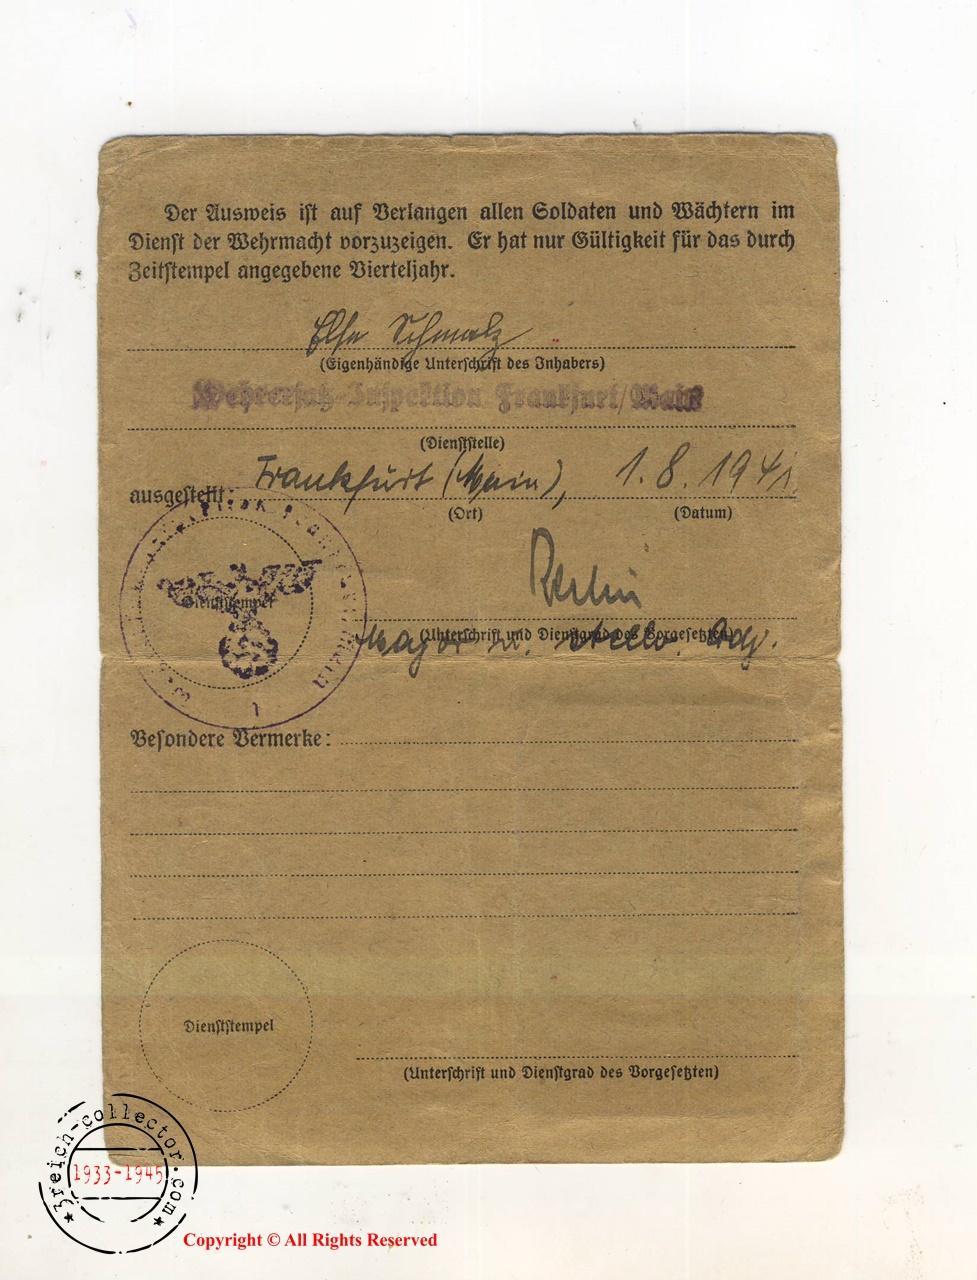 Der Ausweis ist auf Verlangen allen Soldaten und Wächtern im
Dienst der Wehrmacht vorzuzeigen. Er hat nur Gültigkeit für das durch
Zeitstempel angegebene Vierteljahr.
Else Schmalz
(Eigenhändige Unterschrift des Inhabers)
Wehrersatz-Inspektion Frankfurt/Main
(Dienststelle)
ausgestellt: Frankfurt (Main), 1. 8. 1941
(Ort) (Datum)
Dienststempel
(Unterschrift und Dienstgrad des Vorgesetzten)
Major u. Adj.
Besondere Vermerke:
Dienststempel
(Unterschrift und Dienstgrad des Vorgesetzten)
3reich-collector.com
1933-1945
Copyright © All Rights Reserved